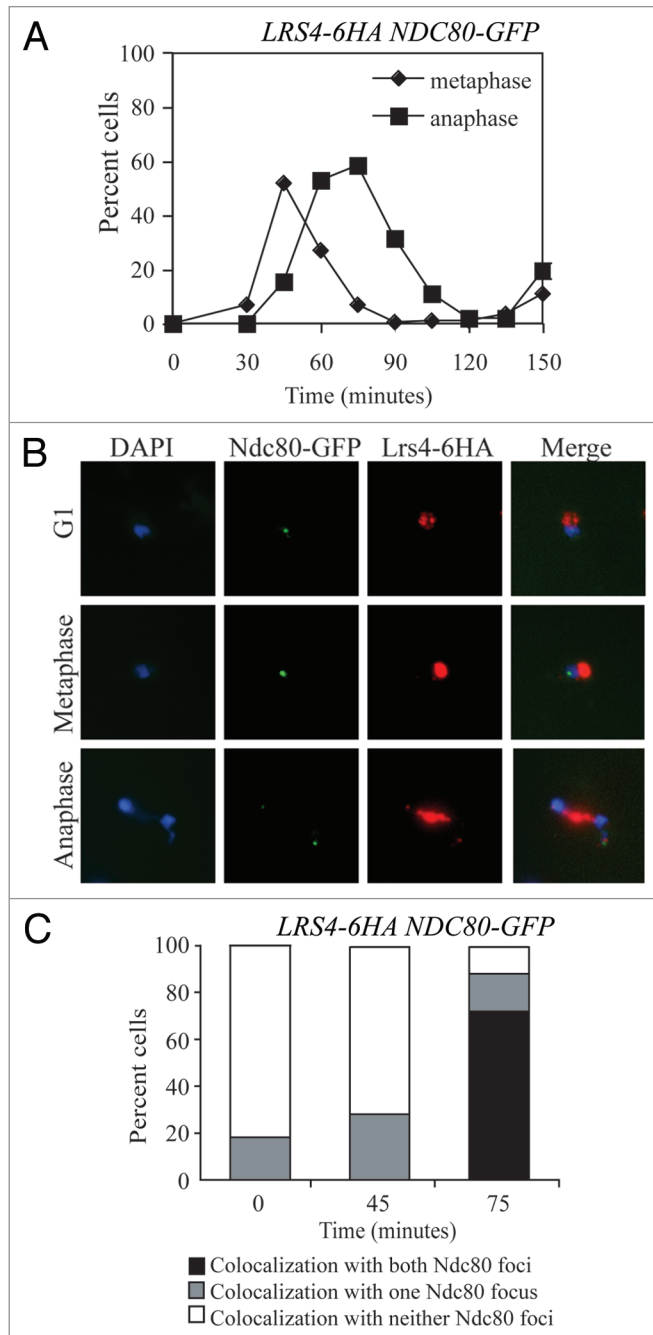 A
LRS4-6HA NDC80-GFP
100
80
60
40
20
0
Percent cells
metaphase
anaphase
0 30 60 90 120 150
Time (minutes)
B
DAPI Ndc80-GFP Lrs4-6HA Merge
G1
Metaphase
Anaphase
C
LRS4-6HA NDC80-GFP
100
80
60
40
20
0
Percent cells
0 45 75
Time (minutes)
Colocalization with both Ndc80 foci
Colocalization with one Ndc80 focus
Colocalization with neither Ndc80 foci